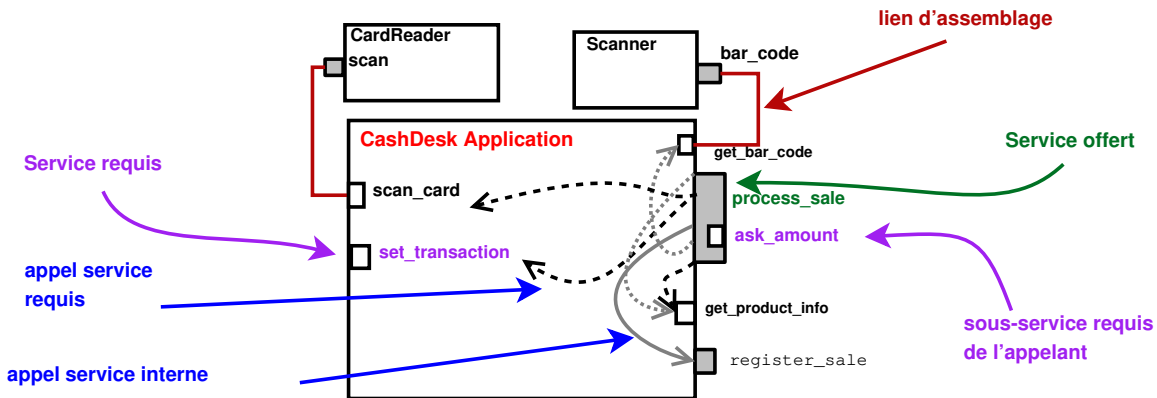 lien d'assemblage
CardReader
scan
Scanner
bar_code
CashDesk Application
get_bar_code
Service offert
Service requis
scan_card
process_sale
ask_amount
set_transaction
appel service
requis
get_product_info
sous-service requis
de l'appelant
register_sale
appel service interne